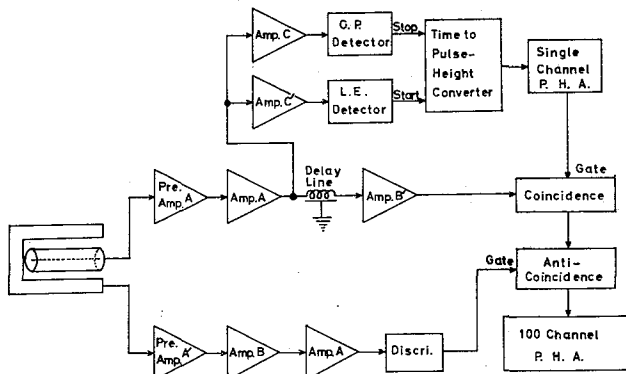 Amp. C
G. P.
Detector
Stop
Time to
Pulse-
Height
Converter
Single
Channel
P. H. A.
Amp. C'
L.E.
Detector
Start
Gate
Pre.
Amp. A
Amp. A
Delay
Line
Amp. B'
Coincidence
Gate
Anti-
Coincidence
Pre.
Amp. A'
Amp. B
Amp. A
Discri.
100 Channel
P. H. A.